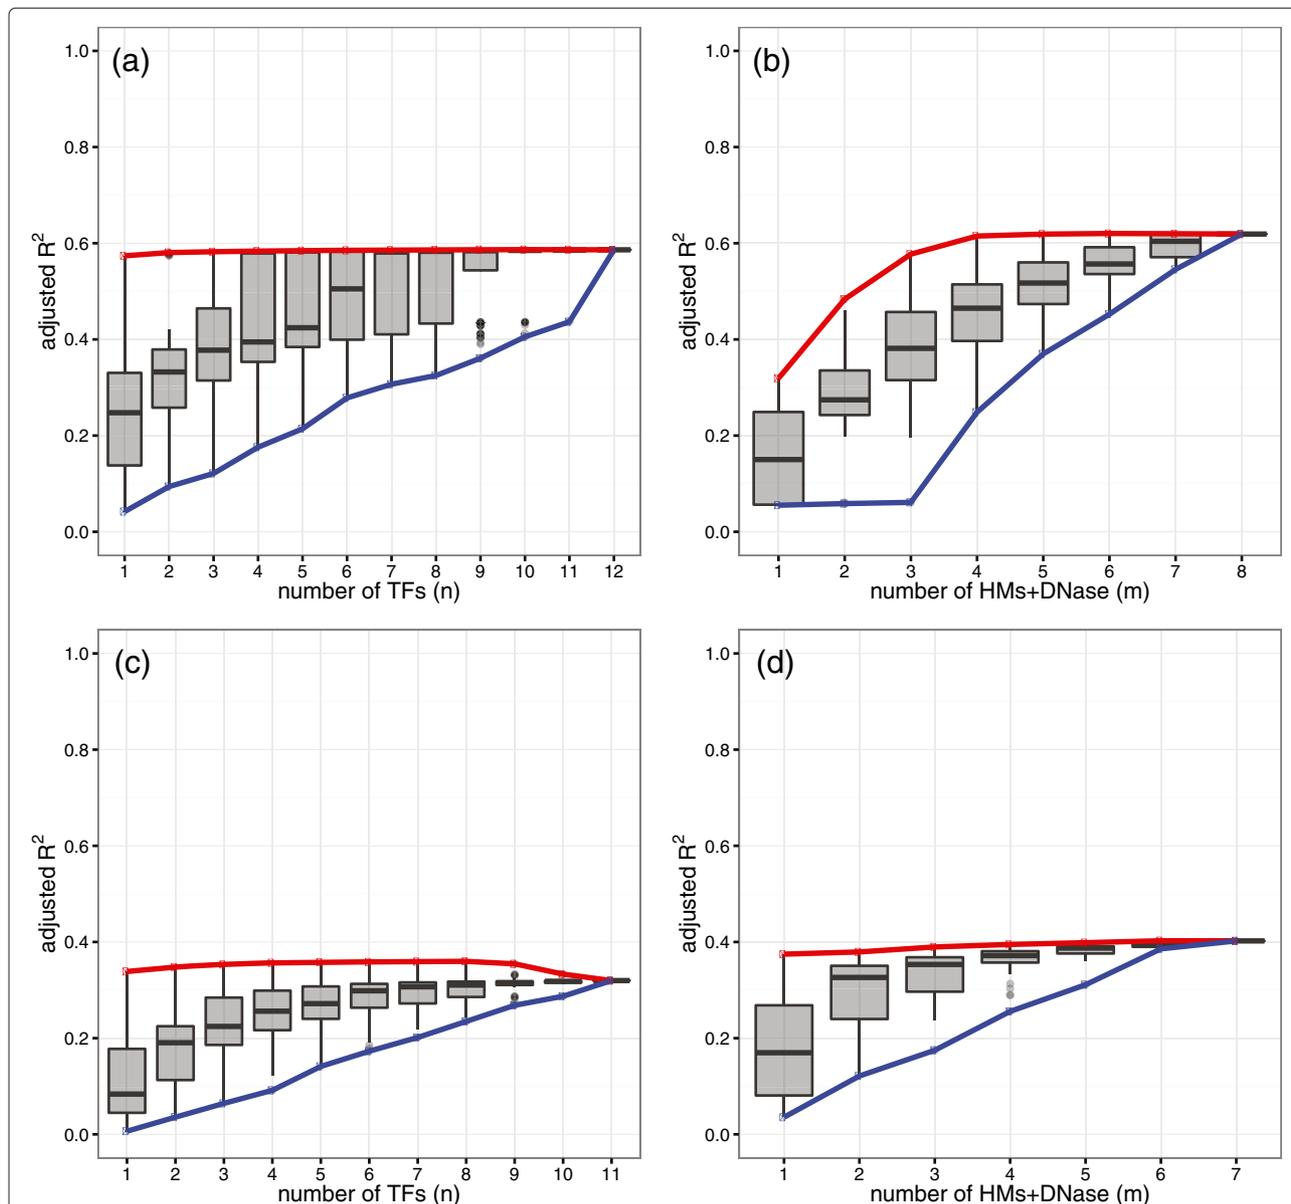 (a)
adjusted R²
1.0
0.8
0.6
0.4
0.2
0.0
1 2 3 4 5 6 7 8 9 10 11 12
number of TFs (n)
(b)
adjusted R²
1.0
0.8
0.6
0.4
0.2
0.0
1 2 3 4 5 6 7 8
number of HMs+DNase (m)
(c)
adjusted R²
1.0
0.8
0.6
0.4
0.2
0.0
1 2 3 4 5 6 7 8 9 10 11
number of TFs (n)
(d)
adjusted R²
1.0
0.8
0.6
0.4
0.2
0.0
1 2 3 4 5 6 7
number of HMs+DNase (m)